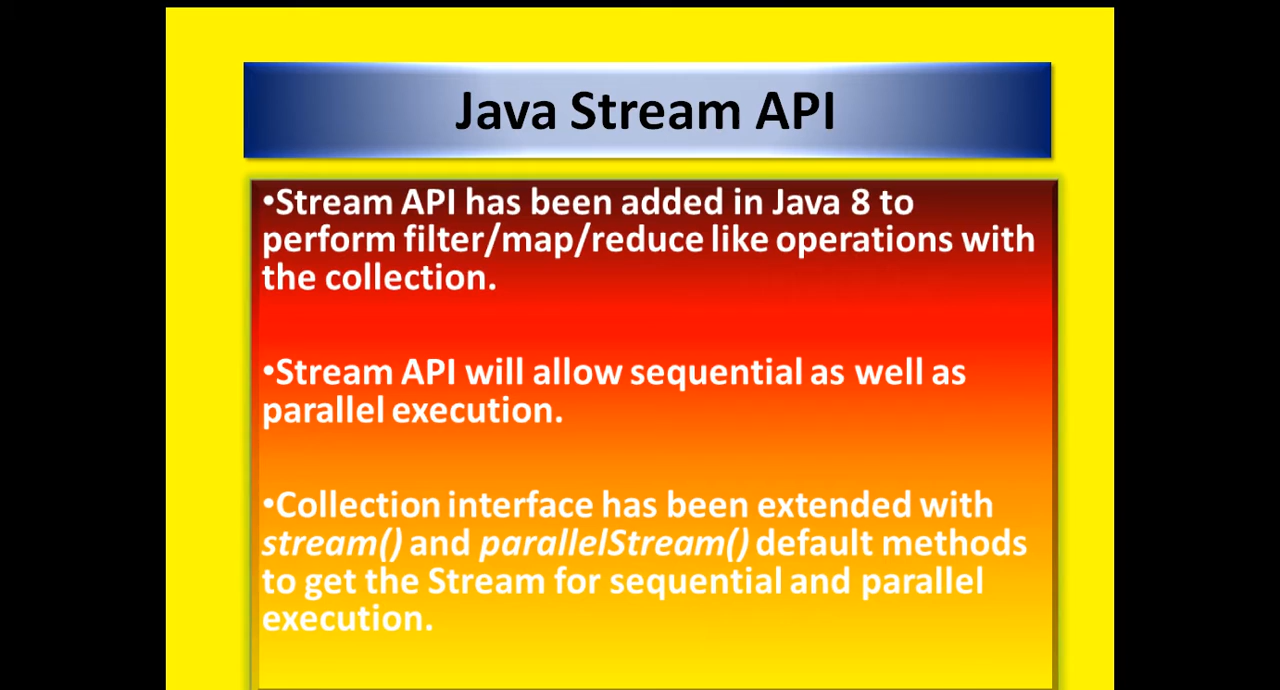 Java Stream API
•Stream API has been added in Java 8 to
perform filter/map/reduce like operations with
the collection.
•Stream API will allow sequential as well as
parallel execution.
•Collection interface has been extended with
stream() and parallelStream() default methods
to get the Stream for sequential and parallel
execution.